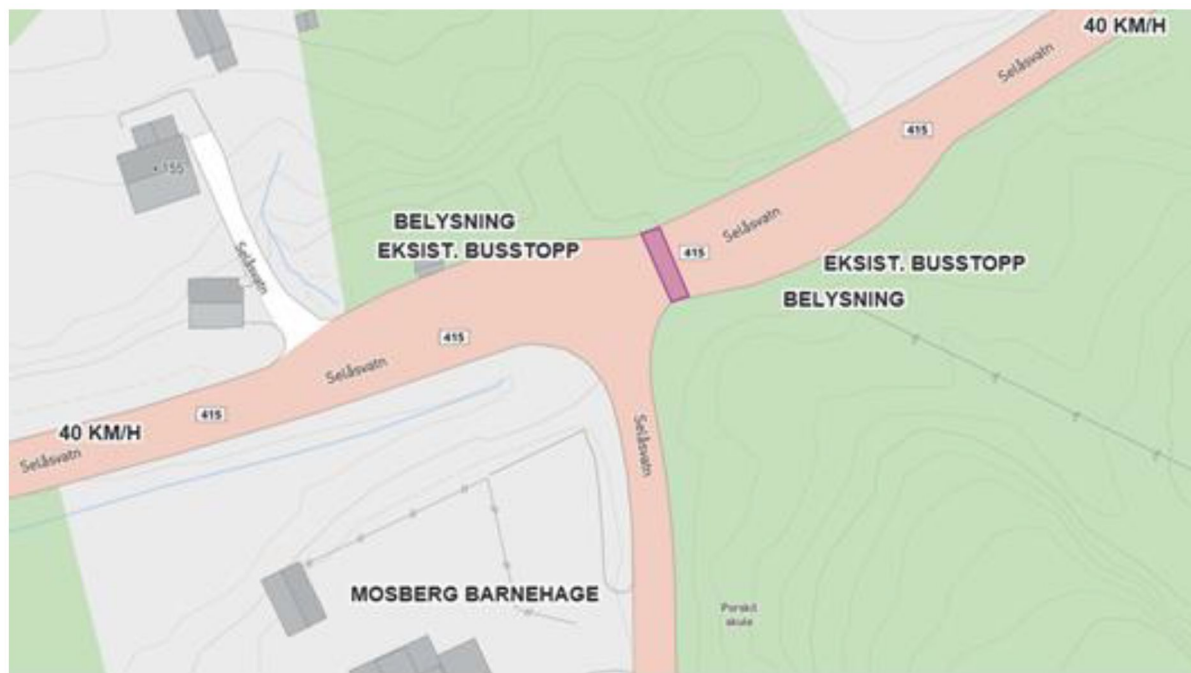 40 KM/H
Selåsvatn
415
BELYSNING
EKSIST. BUSSTOPP
155
Selåsvatn
Selåsvatn
415
EKSIST. BUSSTOPP
BELYSNING
415
Selåsvatn
415
40 KM/H
Selåsvatn
Selåsvatn
MOSBERG BARNEHAGE